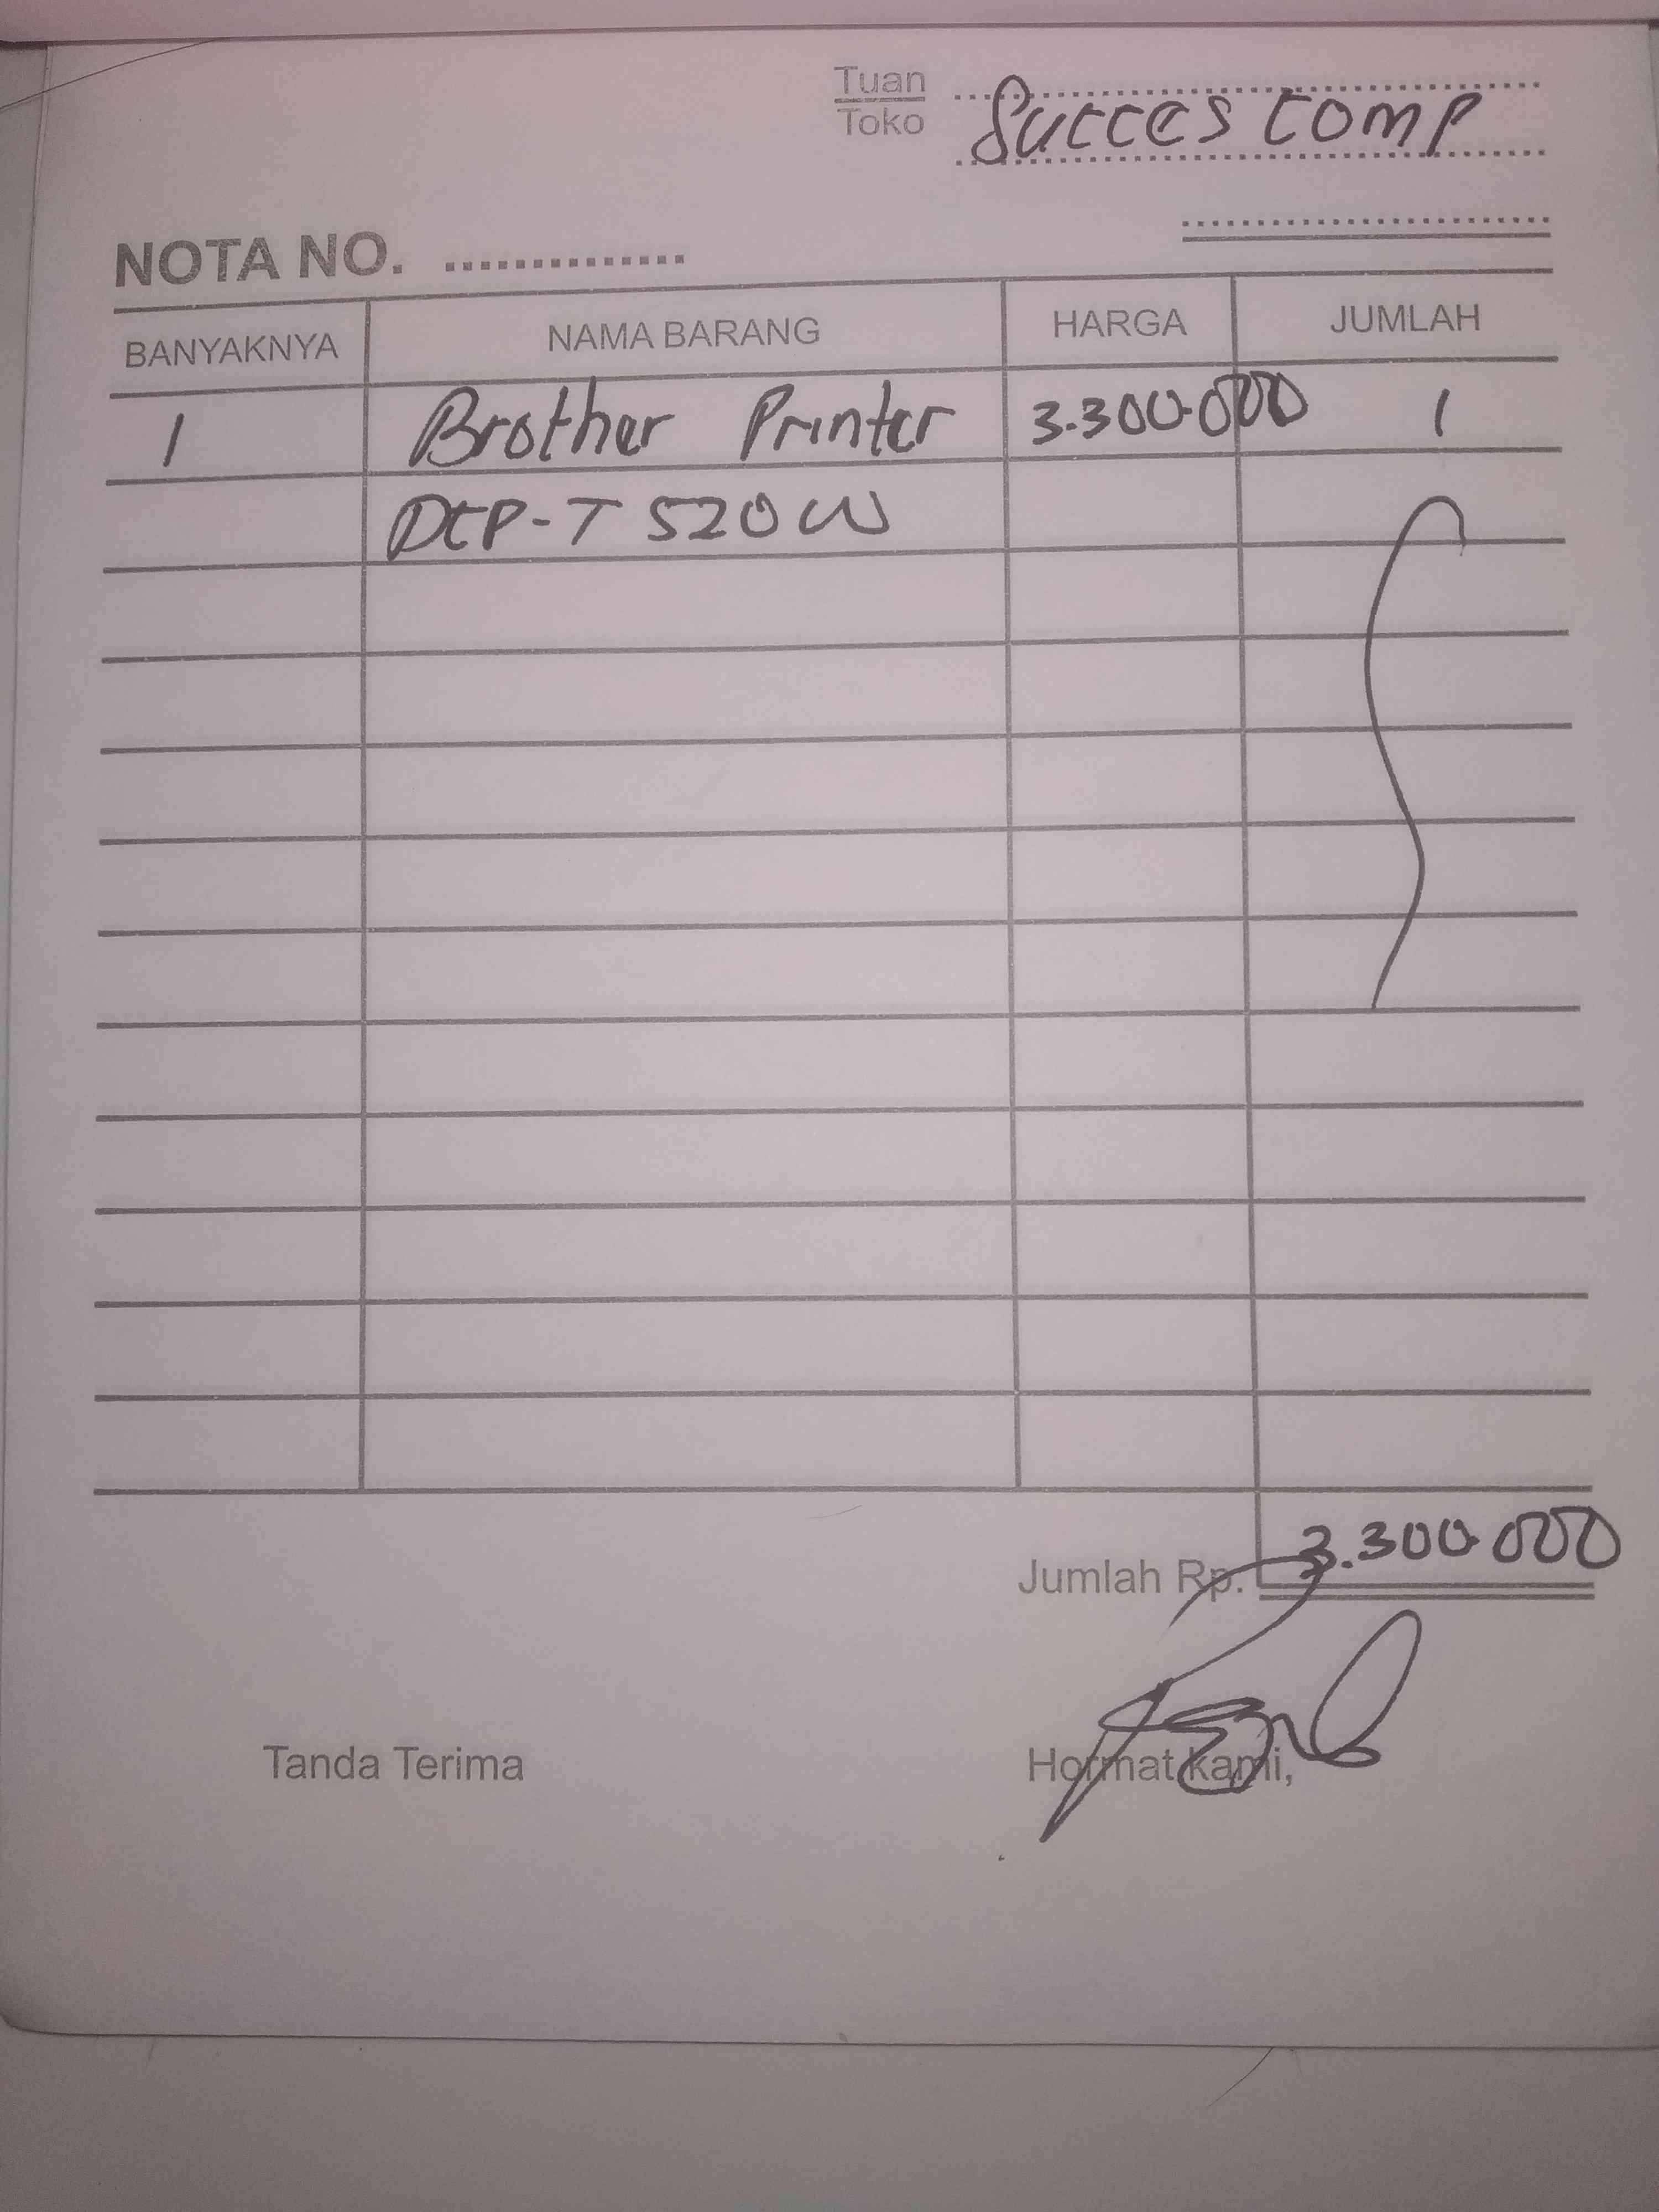 Tuan
Toko
Succes Comp
NOTA NO. ..............
BANYAKNYA NAMA BARANG HARGA JUMLAH
1 Brother Printer 3.300.000 1
DCP-T 520W
Jumlah Rp. 3.300.000
Tanda Terima Hormat kami,